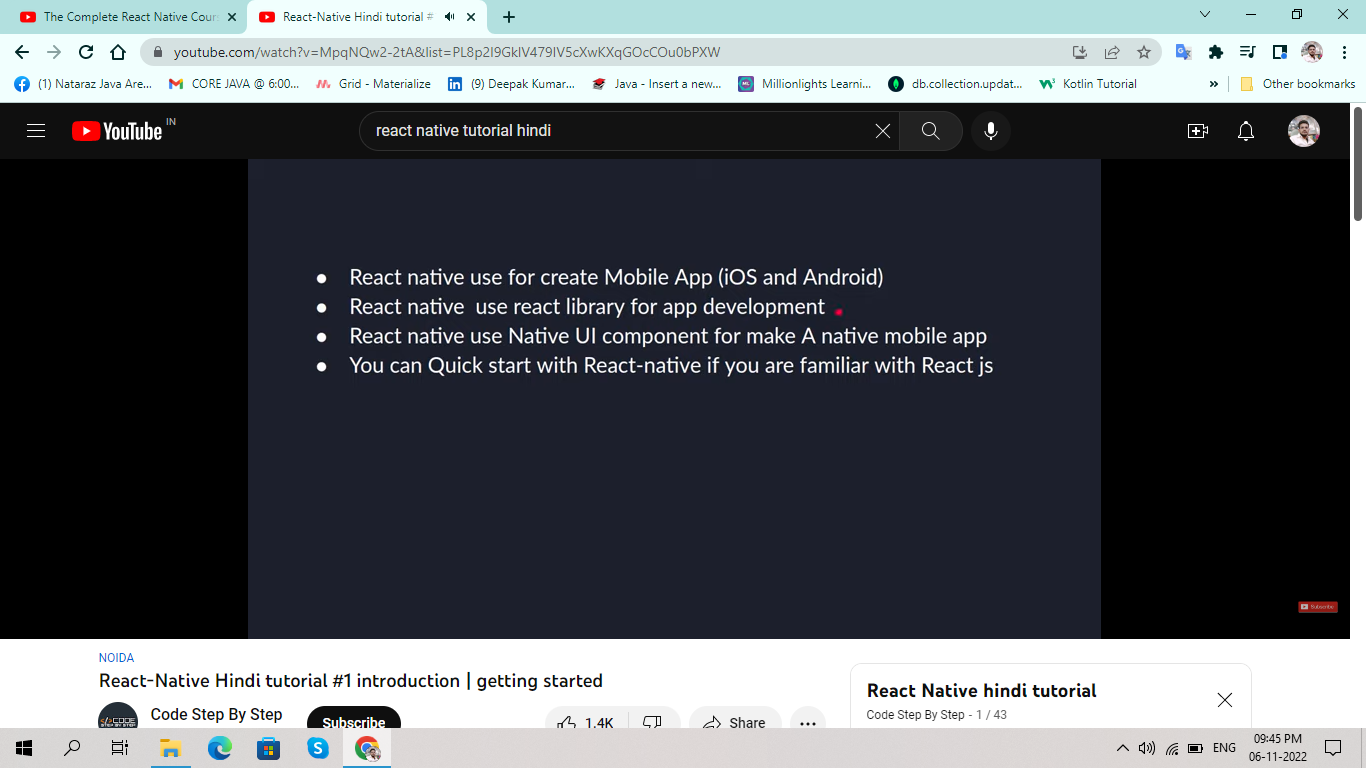 The Complete React Native Cour
React-Native Hindi tutorial #
youtube.com/watch?v=MpqNQw2-2tA&list=PL8p2I9GklV479IV5cXwKXqGOcCOu0bPXW
(1) Nataraz Java Are...
CORE JAVA @ 6:00...
Grid - Materialize
(9) Deepak Kumar...
Java - Insert a new...
Millionlights Learni...
db.collection.updat...
Kotlin Tutorial
»
Other bookmarks
YouTube IN
react native tutorial hindi
● React native use for create Mobile App (iOS and Android)
● React native  use react library for app development
● React native use Native UI component for make A native mobile app
● You can Quick start with React-native if you are familiar with React js
Subscribe
NOIDA
React-Native Hindi tutorial #1 introduction | getting started
Code Step By Step
Subscribe
1.4K
Share
React Native hindi tutorial
Code Step By Step - 1 / 43
ENG
09:45 PM
06-11-2022